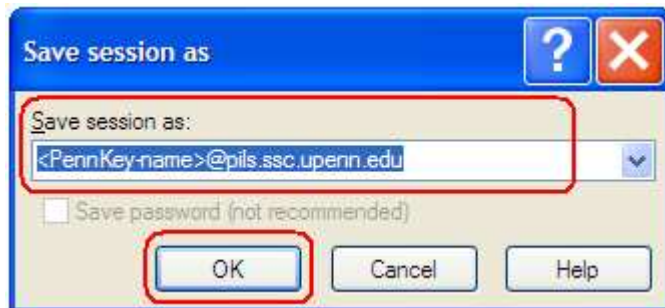 Save session as
Save session as:
<PennKey-name>@pils.ssc.upenn.edu
Save password (not recommended)
OK Cancel Help